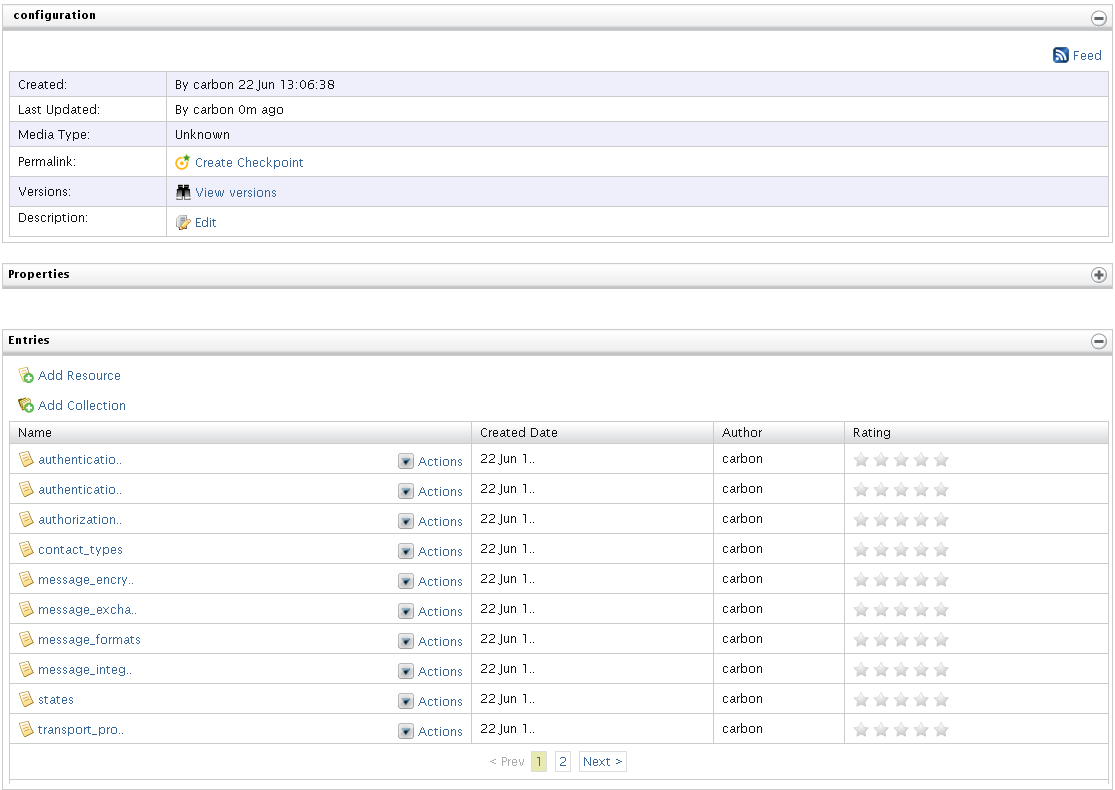 configuration
Feed
Created: By carbon 22 Jun 13:06:38
Last Updated: By carbon 0m ago
Media Type: Unknown
Permalink: Create Checkpoint
Versions: View versions
Description: Edit
Properties
Entries
Add Resource
Add Collection
Name Created Date Author Rating
authenticatio.. Actions 22 Jun 1.. carbon
authenticatio.. Actions 22 Jun 1.. carbon
authorization.. Actions 22 Jun 1.. carbon
contact_types Actions 22 Jun 1.. carbon
message_encry.. Actions 22 Jun 1.. carbon
message_excha.. Actions 22 Jun 1.. carbon
message_formats Actions 22 Jun 1.. carbon
message_integ.. Actions 22 Jun 1.. carbon
states Actions 22 Jun 1.. carbon
transport_pro.. Actions 22 Jun 1.. carbon
< Prev 1 2 Next >